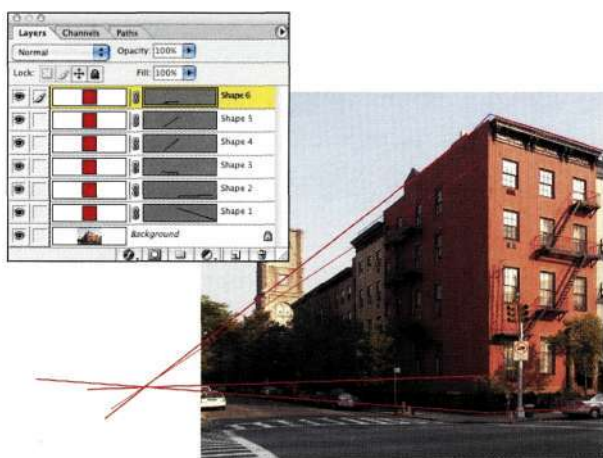 Layers Channels Paths
Normal Opacity: 100%
Lock: Fill: 100%
Shape 6
Shape 5
Shape 4
Shape 3
Shape 2
Shape 1
Background